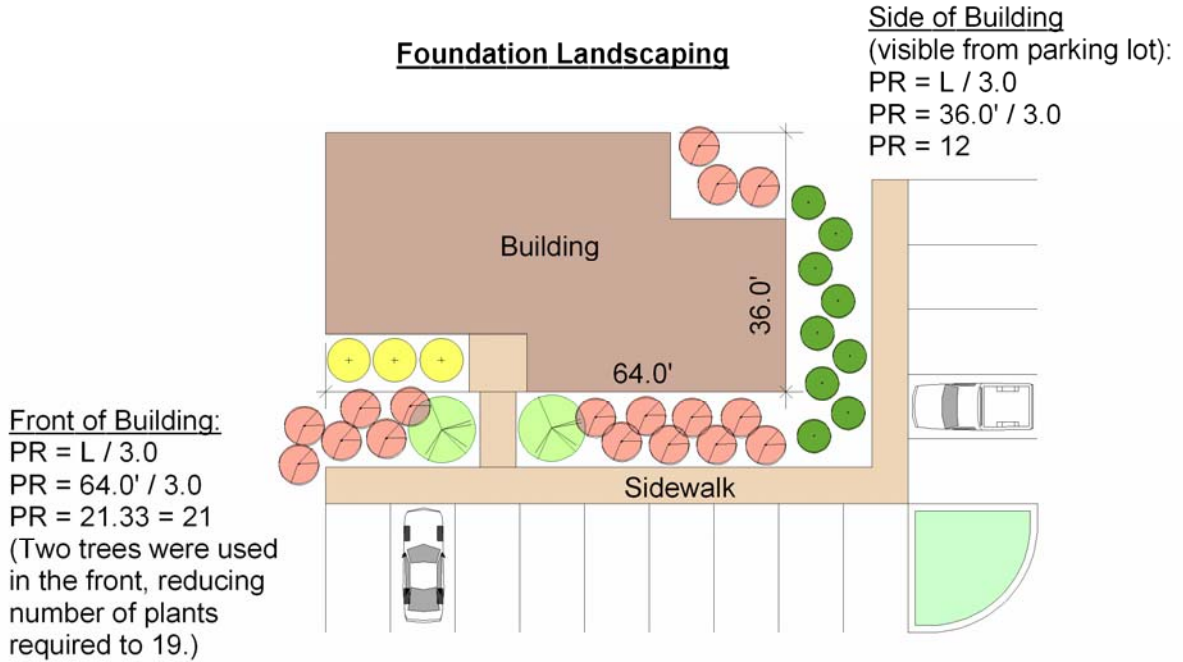 Foundation Landscaping
Side of Building
(visible from parking lot):
PR = L / 3.0
PR = 36.0' / 3.0
PR = 12
Building
36.0'
64.0'
Front of Building:
PR = L / 3.0
PR = 64.0' / 3.0
PR = 21.33 = 21
(Two trees were used
in the front, reducing
number of plants
required to 19.)
Sidewalk